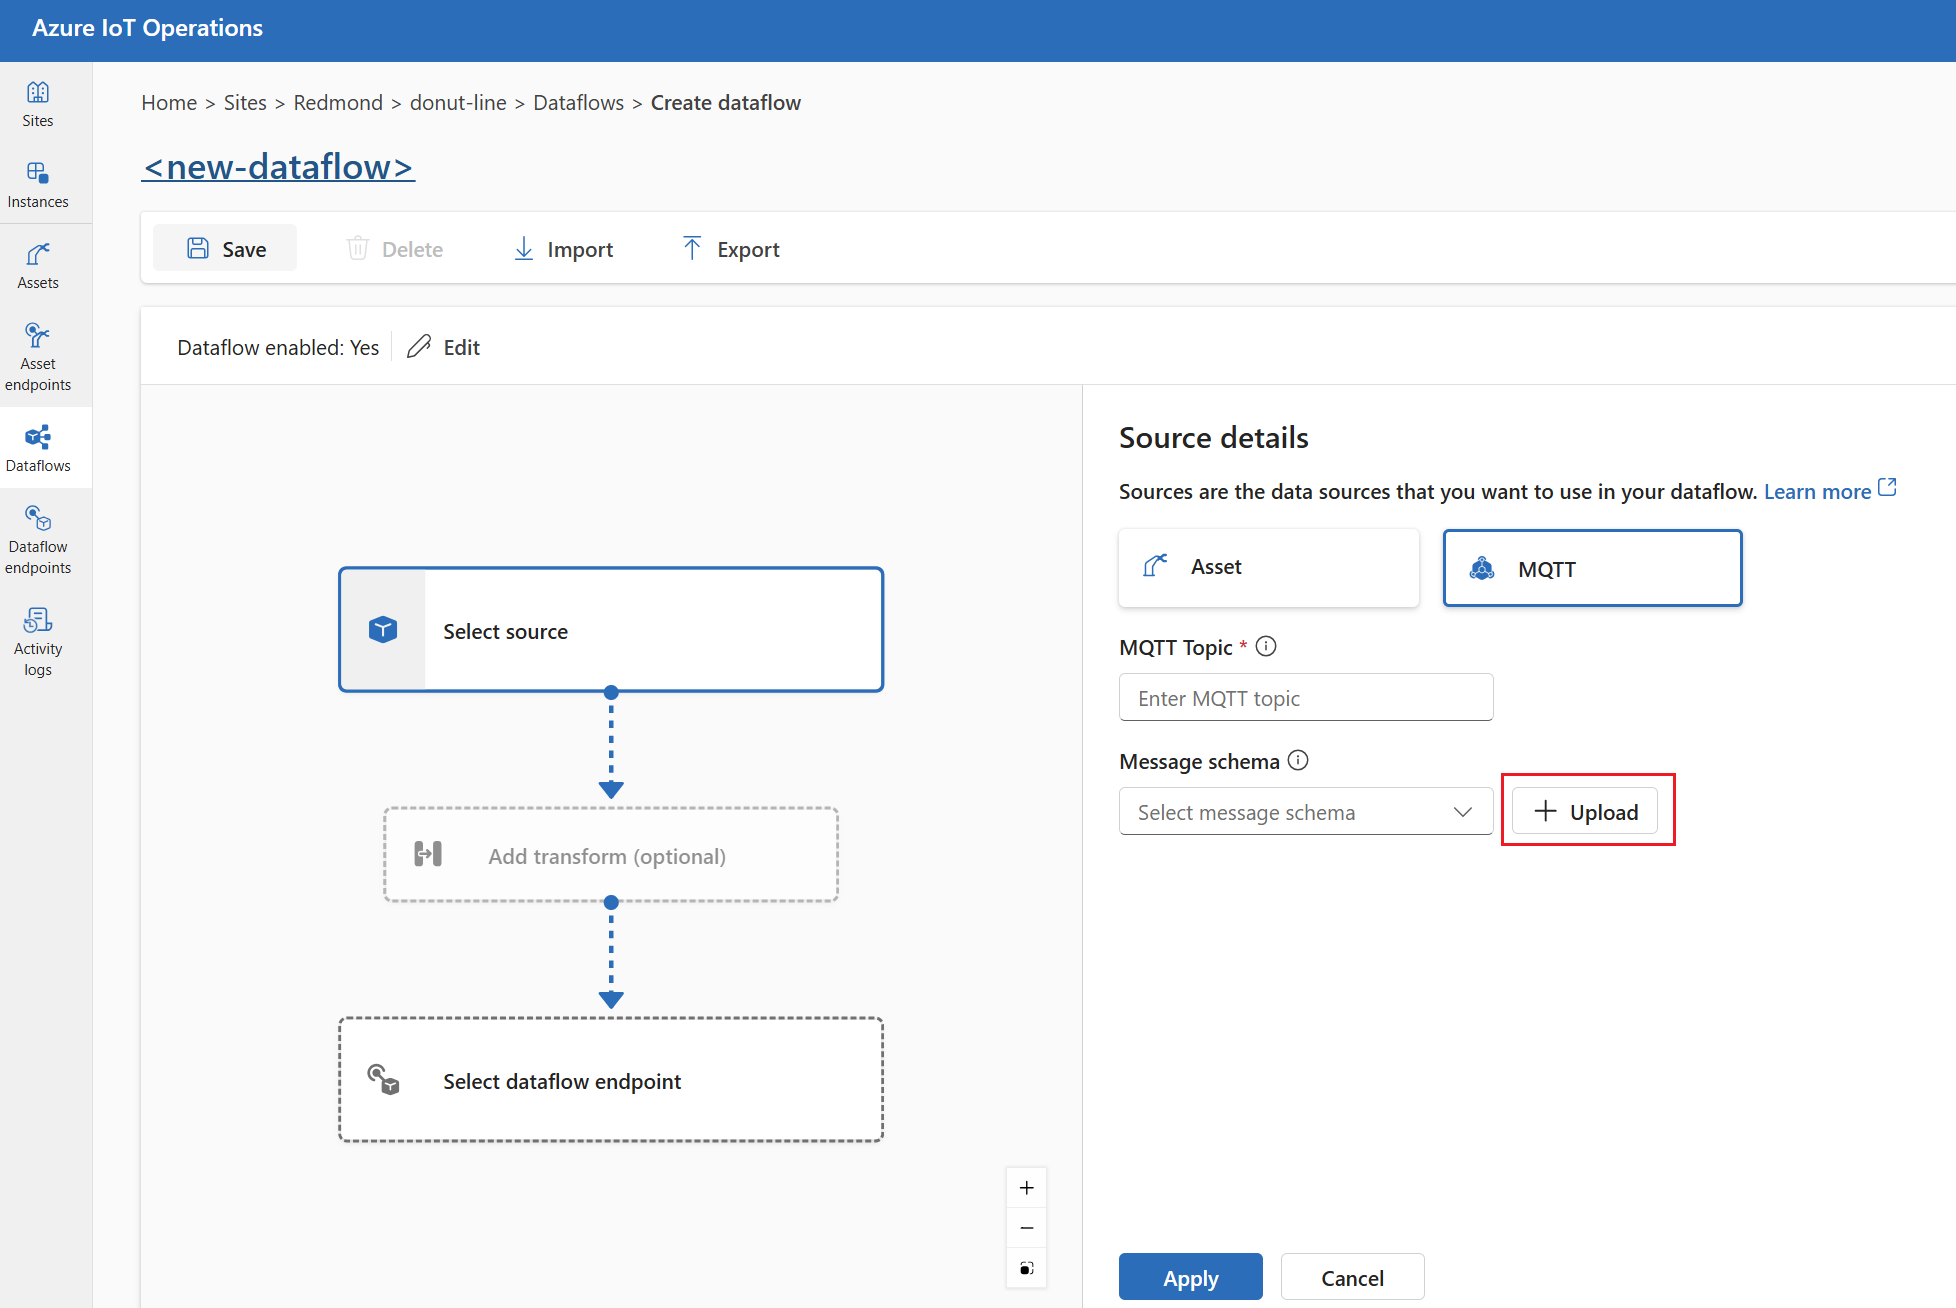 Azure IoT Operations
Home > Sites > Redmond > donut-line > Dataflows > Create dataflow
<new-dataflow>
Save
Delete
Import
Export
Sites
Instances
Assets
Asset
endpoints
Dataflows
Dataflow
endpoints
Activity
logs
Dataflow enabled: Yes
Edit
Select source
Add transform (optional)
Select dataflow endpoint
Source details
Sources are the data sources that you want to use in your dataflow. Learn more
Asset
MQTT
MQTT Topic *
Enter MQTT topic
Message schema
Select message schema
Upload
Apply
Cancel